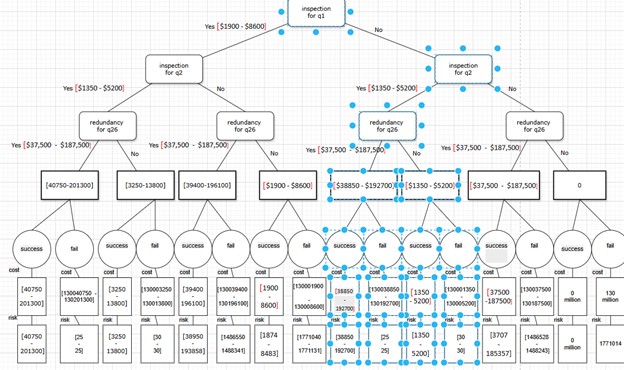 inspection
for q1
Yes [$1900 - $8600]
No
inspection
for q2
inspection
for q2
Yes [$1350 - $5200]
No
Yes [$1350 - $5200]
No
redundancy
for q26
redundancy
for q26
redundancy
for q26
redundancy
for q26
Yes [$37,500 - $187,500]
No
Yes [$37,500 - $187,500]
No
Yes [$37,500 - $187,500]
No
Yes [$37,500 - $187,500]
No
[40750-201300]
[3250-13800]
[39400-196100]
[$1900 - $8600]
[$38850 - $192700]
[$1350 - $5200]
[$37,500 - $187,500]
0
success
fail
success
fail
success
fail
success
fail
success
fail
success
fail
success
fail
success
fail
cost
cost
cost
cost
cost
cost
cost
cost
[40750
-
201300]
[130040750 -
130201300]
[3250
-
13800]
[130003250
-
130013800]
[39400
-
196100]
[130039400
-
130196100]
[1900
-
8600]
[130001900
-
130008600]
[38850
-
192700]
[130038850
-
130192700]
[1350
- 5200]
[130001350
-
130005200]
[37500
-187500]
[130037500
-
130187500]
0
million
130
million
risk
risk
risk
risk
risk
risk
risk
risk
[40750
-
201300]
[25
-
25]
[3250
-
13800]
[30
-
30]
[38950
-
193858]
[1486550
-
1488341]
[1874
-
8483]
[1771040
-
1771131]
[38850
-
192700]
[25
-
25]
[1350
-
5200]
[30
-
30]
[3707
-
185357]
[1486528
-
1488243]
0
million
1771014